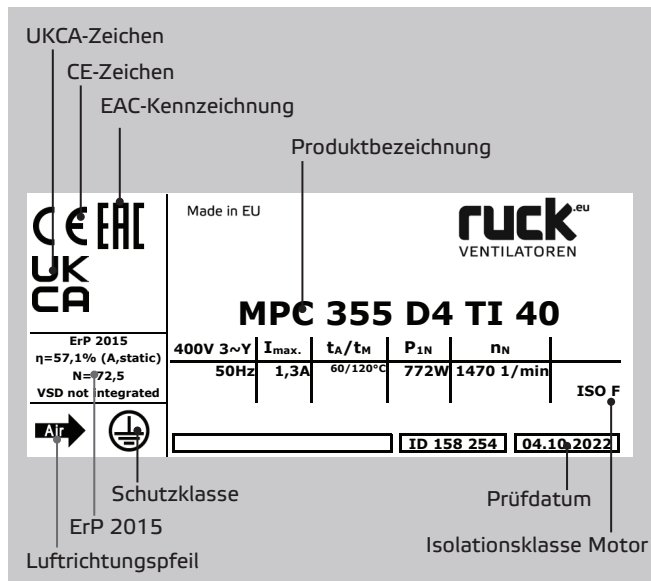 UKCA-Zeichen
CE-Zeichen
EAC-Kennzeichnung
Produktbezeichnung
CE EAC
UK
CA
Made in EU
ruck.eu
VENTILATOREN
MPC 355 D4 TI 40
ErP 2015
η=57,1% (A,static)
N=72,5
VSD not integrated
400V 3~Y Imax. tA/tM P1N nN
50Hz 1,3A 60/120°C 772W 1470 1/min
ISO F
Air
ID 158 254 04.10.2022
Schutzklasse
Prüfdatum
ErP 2015
Isolationsklasse Motor
Luftrichtungspfeil